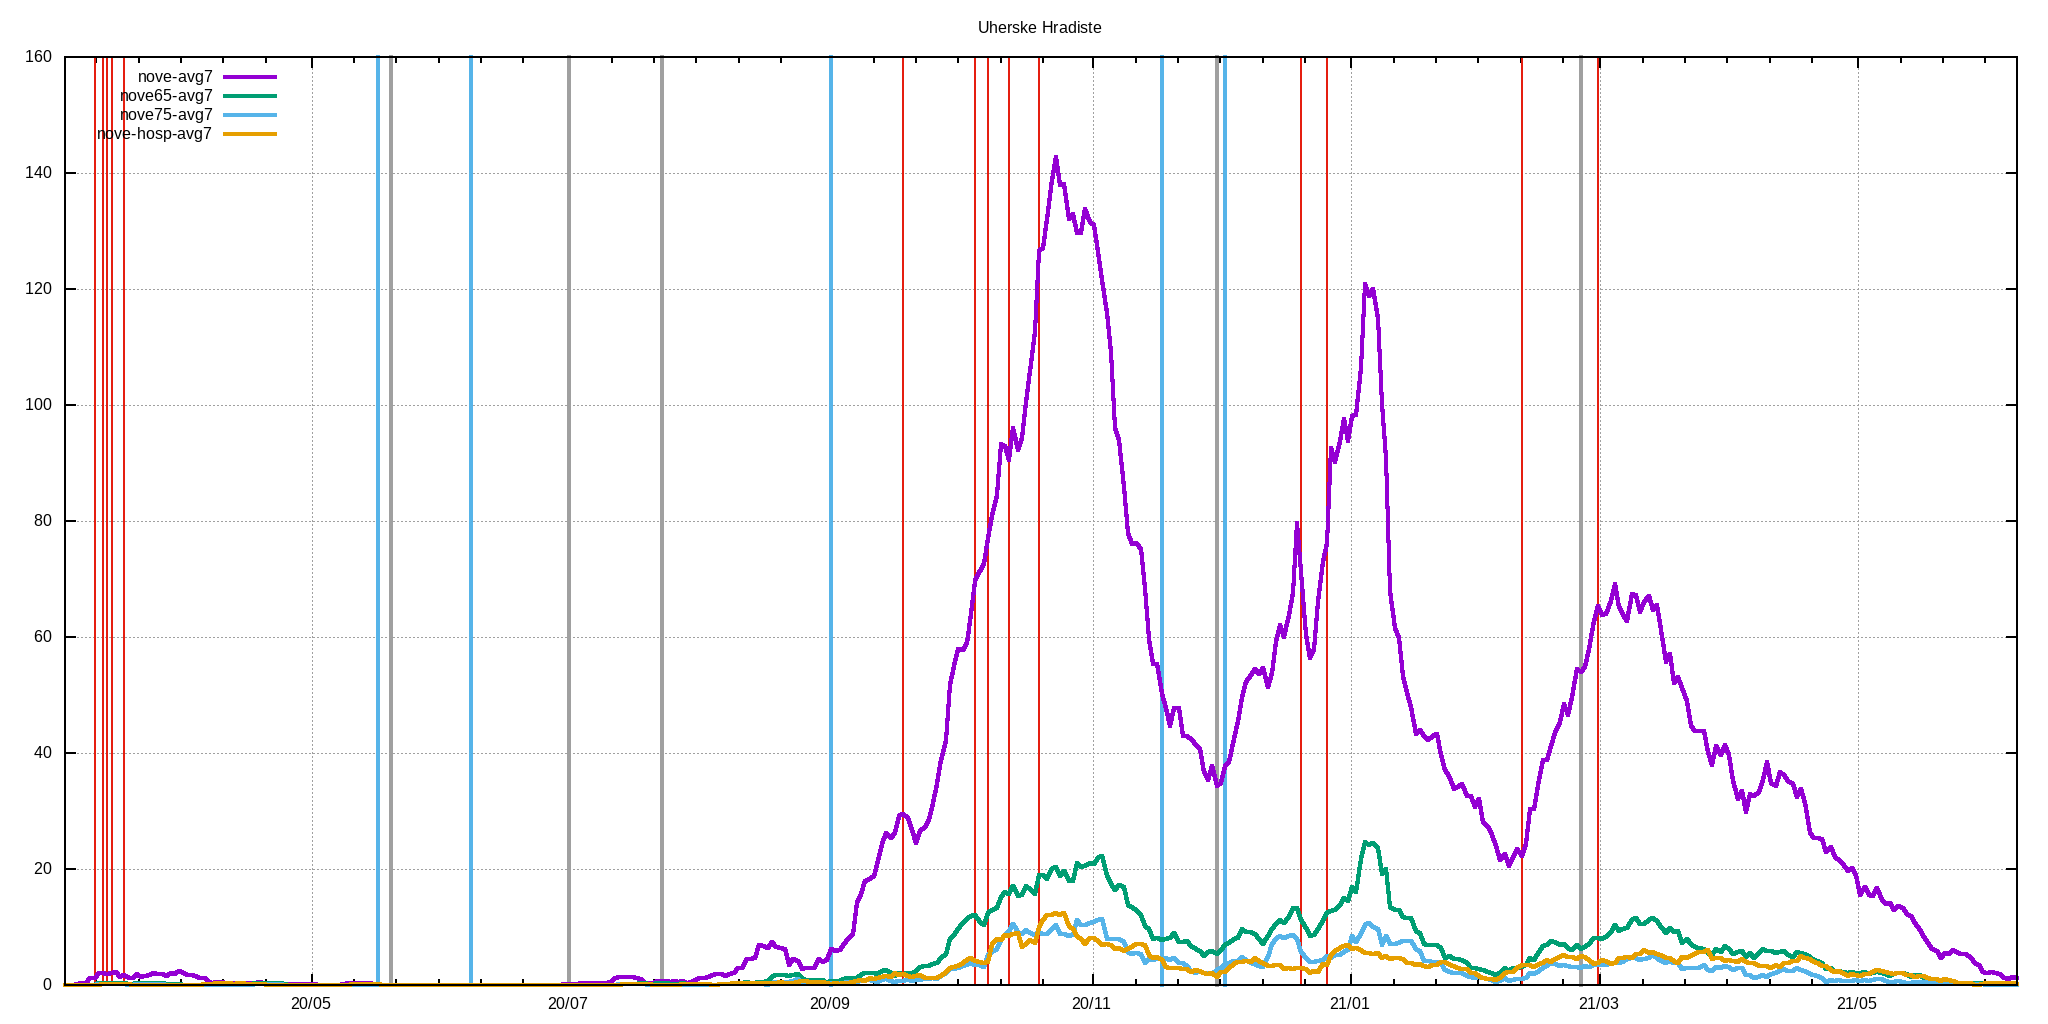 Uherske Hradiste
160
nove-avg7
nove65-avg7
nove75-avg7
nove-hosp-avg7
140
120
100
80
60
40
20
0
20/05 20/07 20/09 20/11 21/01 21/03 21/05